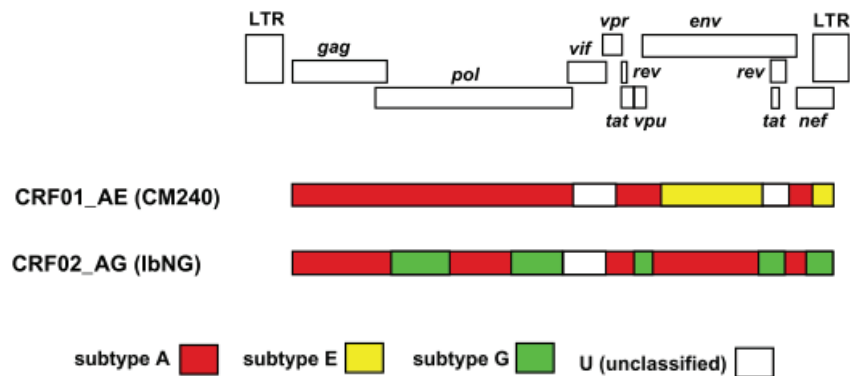 LTR
vpr
env
LTR
gag
vif
pol
rev
rev
tat vpu
tat
nef
CRF01_AE (CM240)
CRF02_AG (IbNG)
subtype A
subtype E
subtype G
U (unclassified)